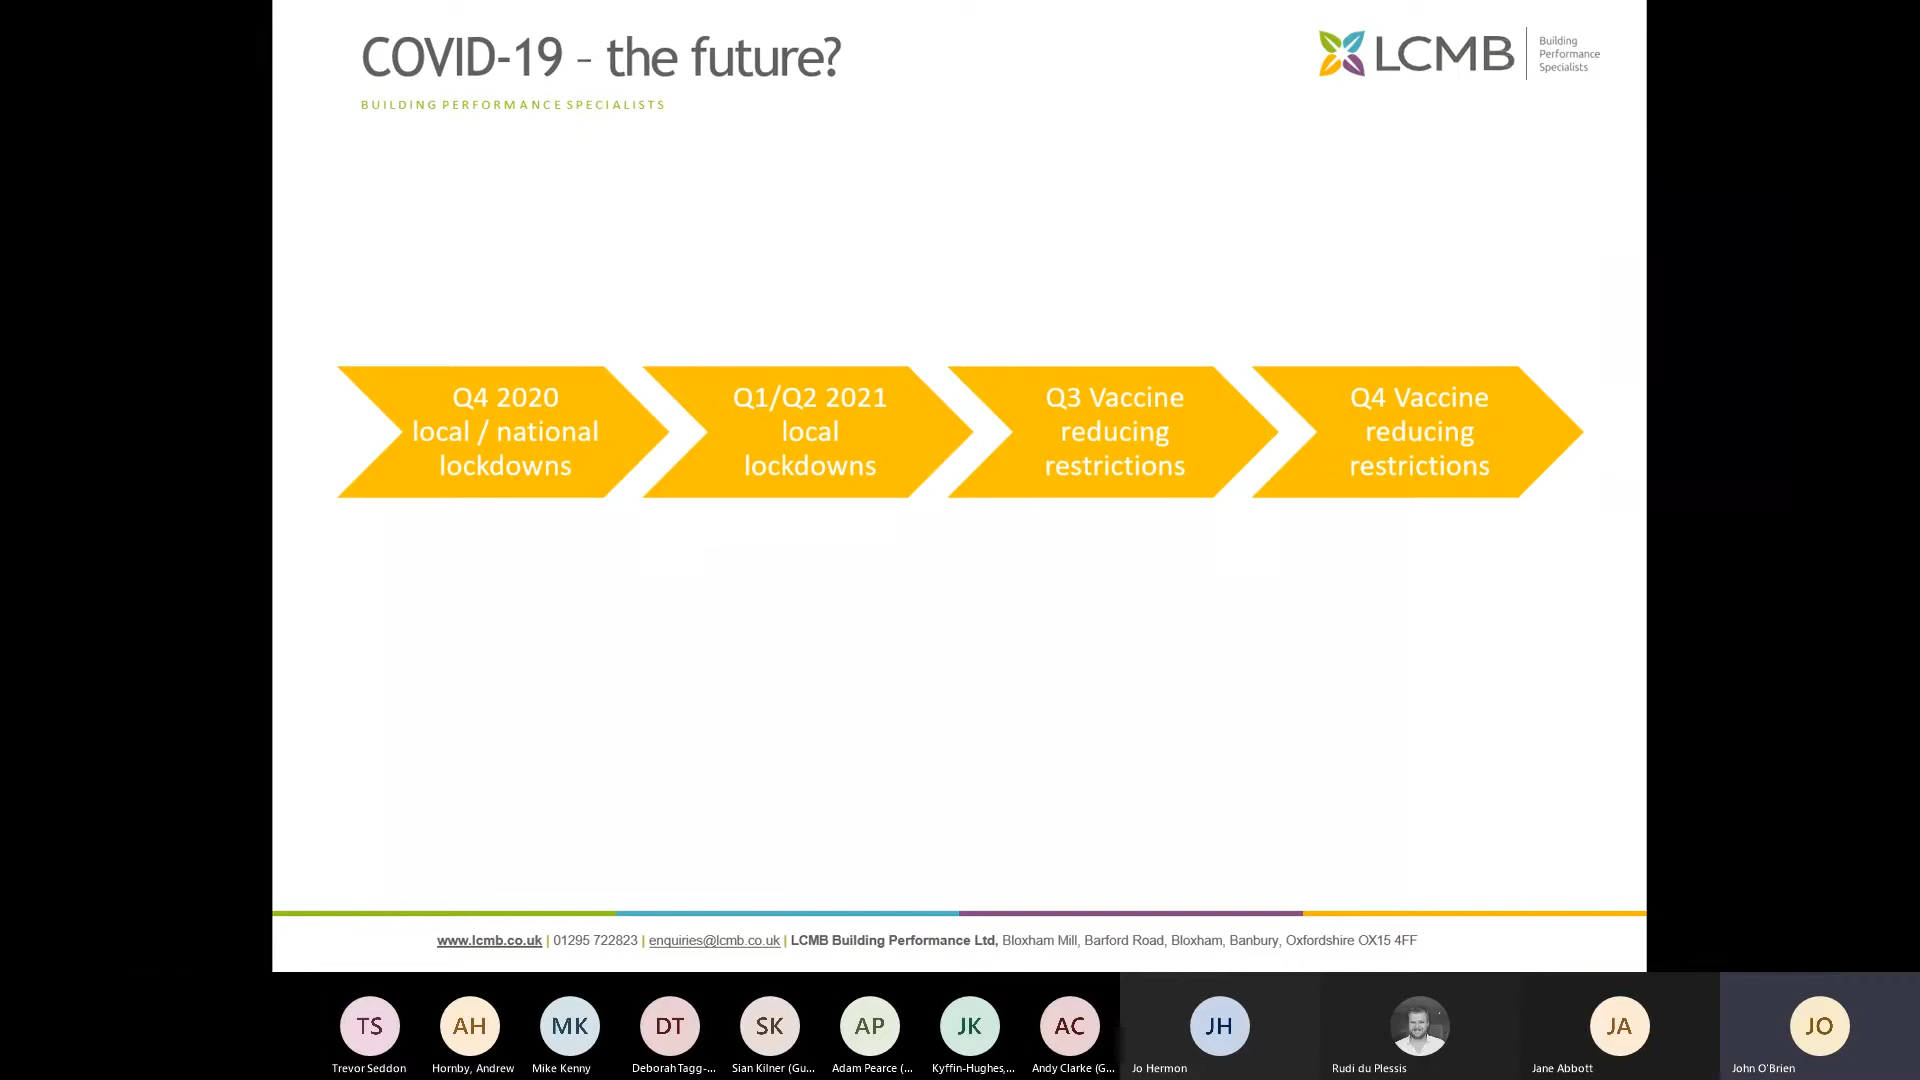 COVID-19 – the future?
BUILDING PERFORMANCE SPECIALISTS
LCMB
Building
Performance
Specialists
Q4 2020
local / national
lockdowns
Q1/Q2 2021
local
lockdowns
Q3 Vaccine
reducing
restrictions
Q4 Vaccine
reducing
restrictions
www.lcmb.co.uk | 01295 722823 | enquiries@lcmb.co.uk | LCMB Building Performance Ltd, Bloxham Mill, Barford Road, Bloxham, Banbury, Oxfordshire OX15 4FF
TS
AH
MK
DT
SK
AP
JK
AC
JH
JA
JO
Trevor Seddon
Hornby, Andrew
Mike Kenny
Deborah Tagg-...
Sian Kilner (Gu...
Adam Pearce (...
Kyffin-Hughes,...
Andy Clarke (G...
Jo Hermon
Rudi du Plessis
Jane Abbott
John O'Brien